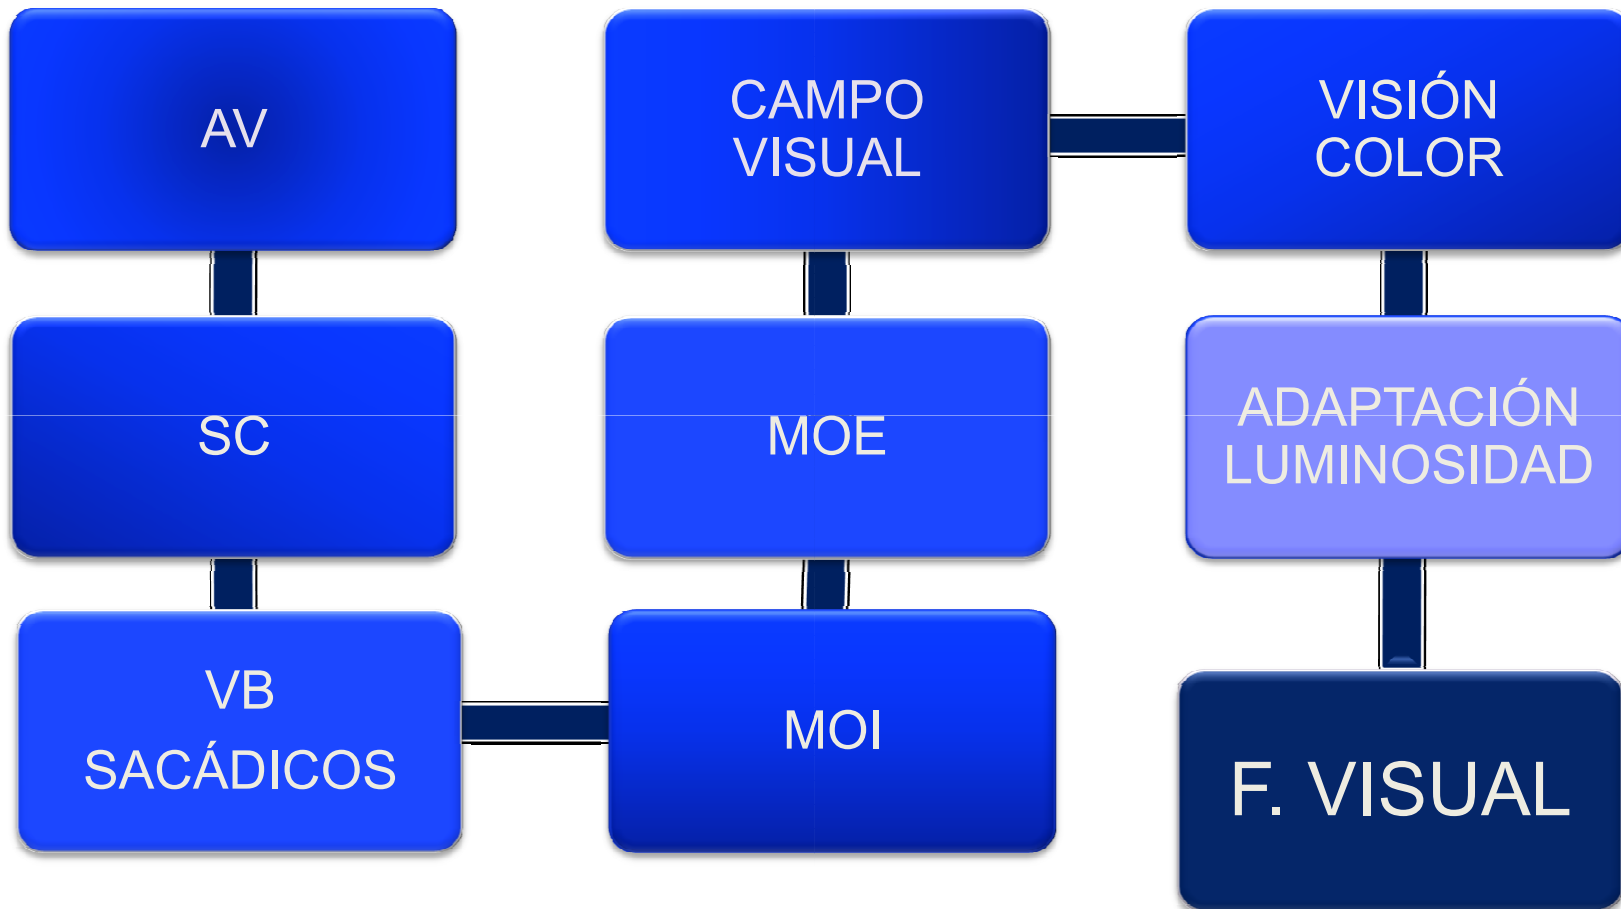 AV
SC
VB
SACÁDICOS
MOI
MOE
CAMPO
VISUAL
VISIÓN
COLOR
ADAPTACIÓN
LUMINOSIDAD
F. VISUAL